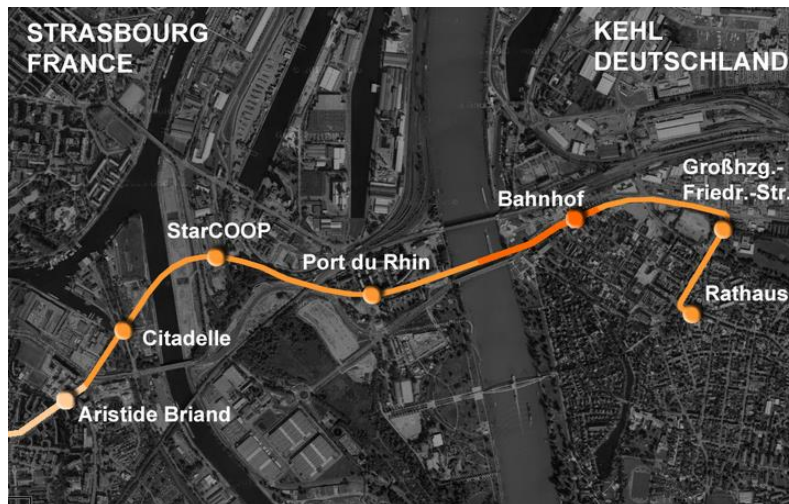 STRASBOURG
FRANCE
KEHL
DEUTSCHLAND
Großhzg.-
Friedr.-Str.
Bahnhof
StarCOOP
Port du Rhin
Rathaus
Citadelle
Aristide Briand